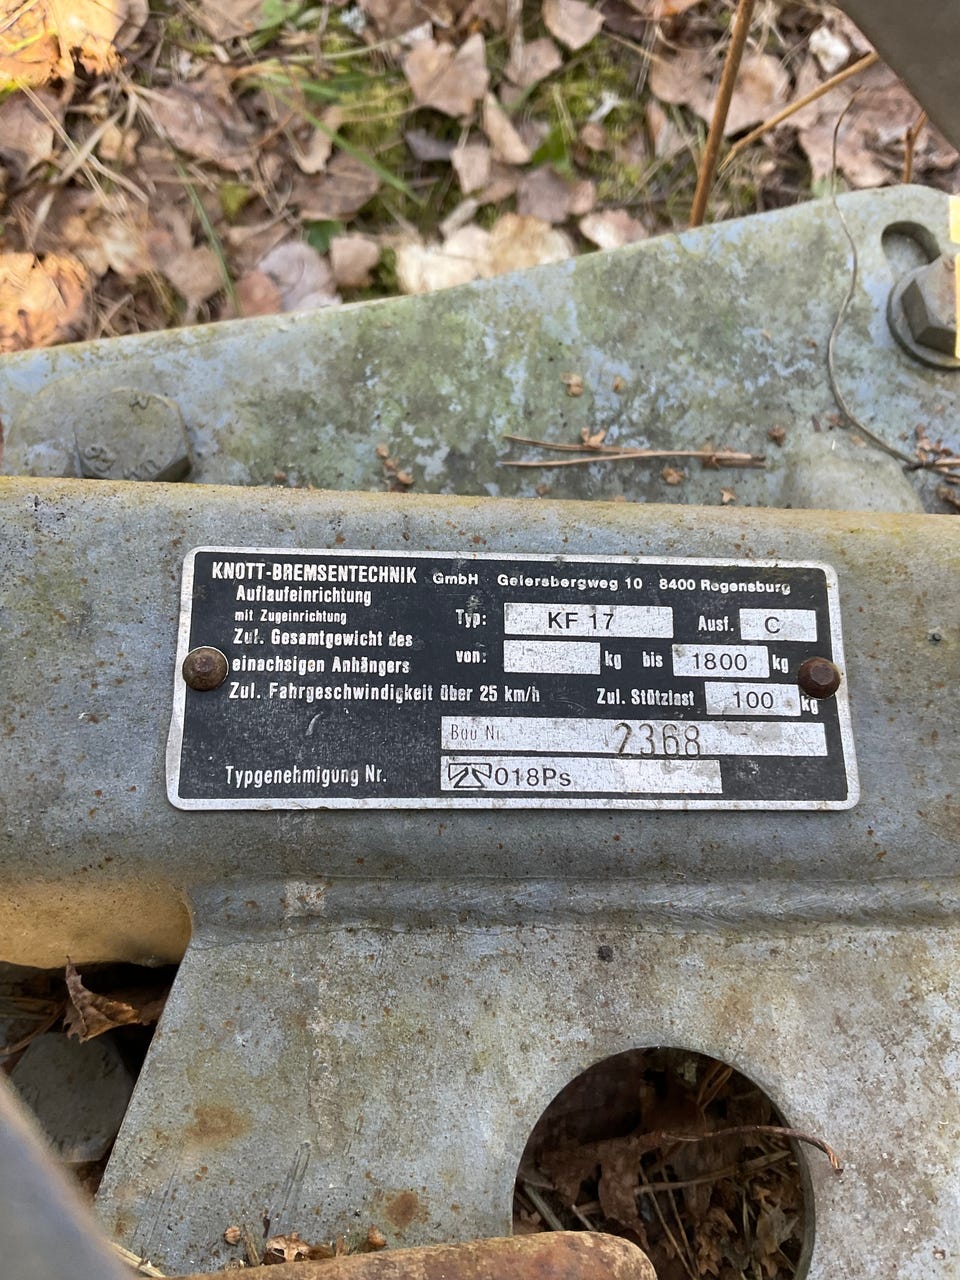 KNOTT-BREMSENTECHNIK GmbH Geiersbergweg 10 8400 Regensburg
Auflaufeinrichtung
mit Zugeinrichtung Typ: KF 17 Ausf. C
Zul. Gesamtgewicht des
einachsigen Anhängers von: kg bis 1800 kg
Zul. Fahrgeschwindigkeit über 25 km/h Zul. Stützlast 100 kg
Bau Nr. 2368
Typgenehmigung Nr. 018Ps